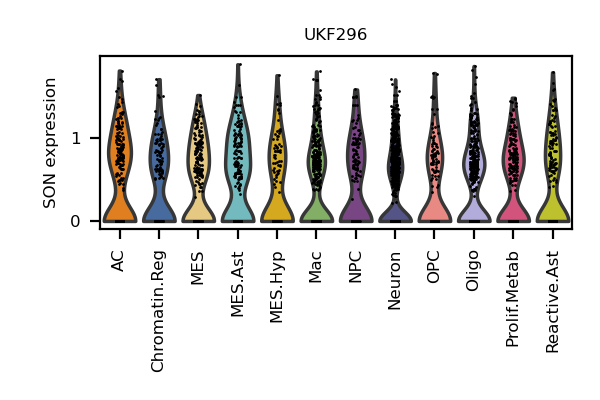 UKF296
SON expression
1
0
AC
Chromatin.Reg
MES
MES.Ast
MES.Hyp
Mac
NPC
Neuron
OPC
Oligo
Prolif.Metab
Reactive.Ast